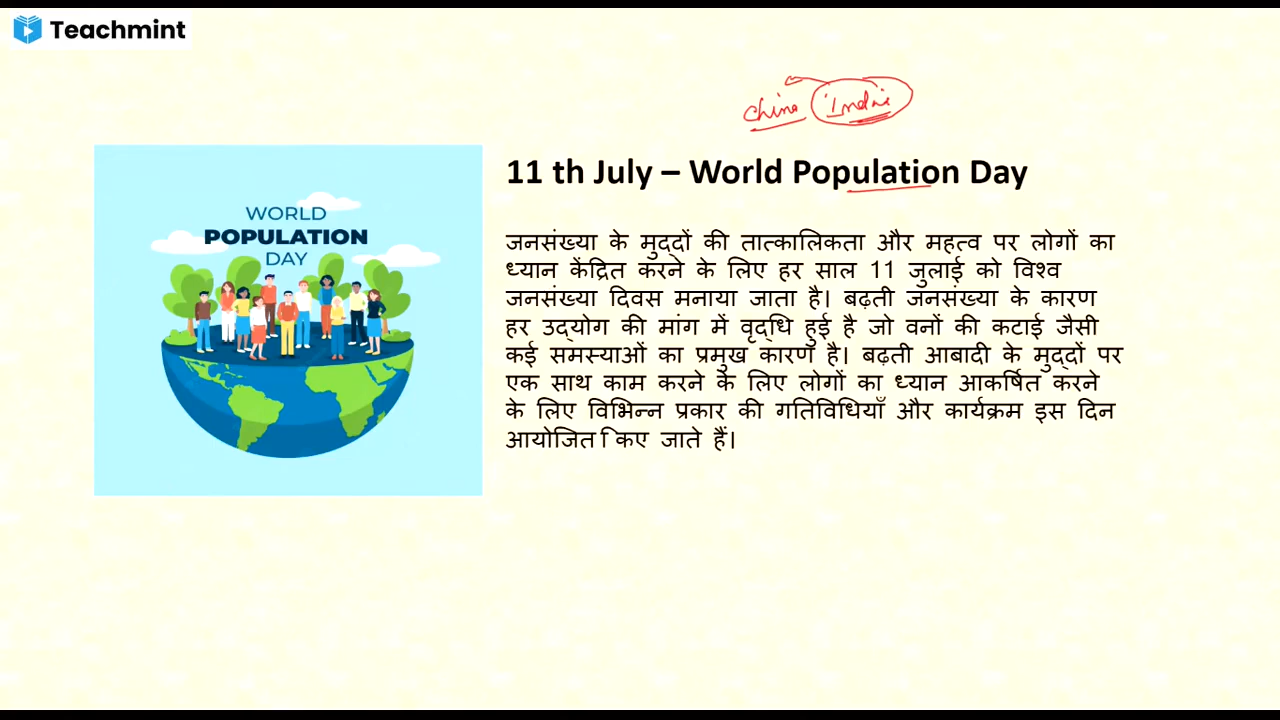 Teachmint
China India
11 th July – World Population Day
WORLD
POPULATION
DAY
जनसंख्या के मुद्दों की तात्कालिकता और महत्व पर लोगों का
ध्यान केंद्रित करने के लिए हर साल 11 जुलाई को विश्व
जनसंख्या दिवस मनाया जाता है। बढ़ती जनसंख्या के कारण
हर उद्योग की मांग में वृद्धि हुई है जो वनों की कटाई जैसी
कई समस्याओं का प्रमुख कारण है। बढ़ती आबादी के मुद्दों पर
एक साथ काम करने के लिए लोगों का ध्यान आकर्षित करने
के लिए विभिन्न प्रकार की गतिविधियाँ और कार्यक्रम इस दिन
आयोजित किए जाते हैं।